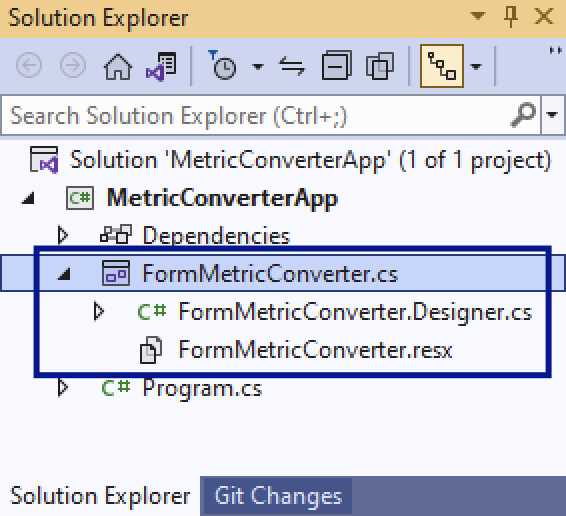 Solution Explorer
Search Solution Explorer (Ctrl+;)
Solution 'MetricConverterApp' (1 of 1 project)
C# MetricConverterApp
Dependencies
FormMetricConverter.cs
C# FormMetricConverter.Designer.cs
FormMetricConverter.resx
C# Program.cs
Solution Explorer Git Changes